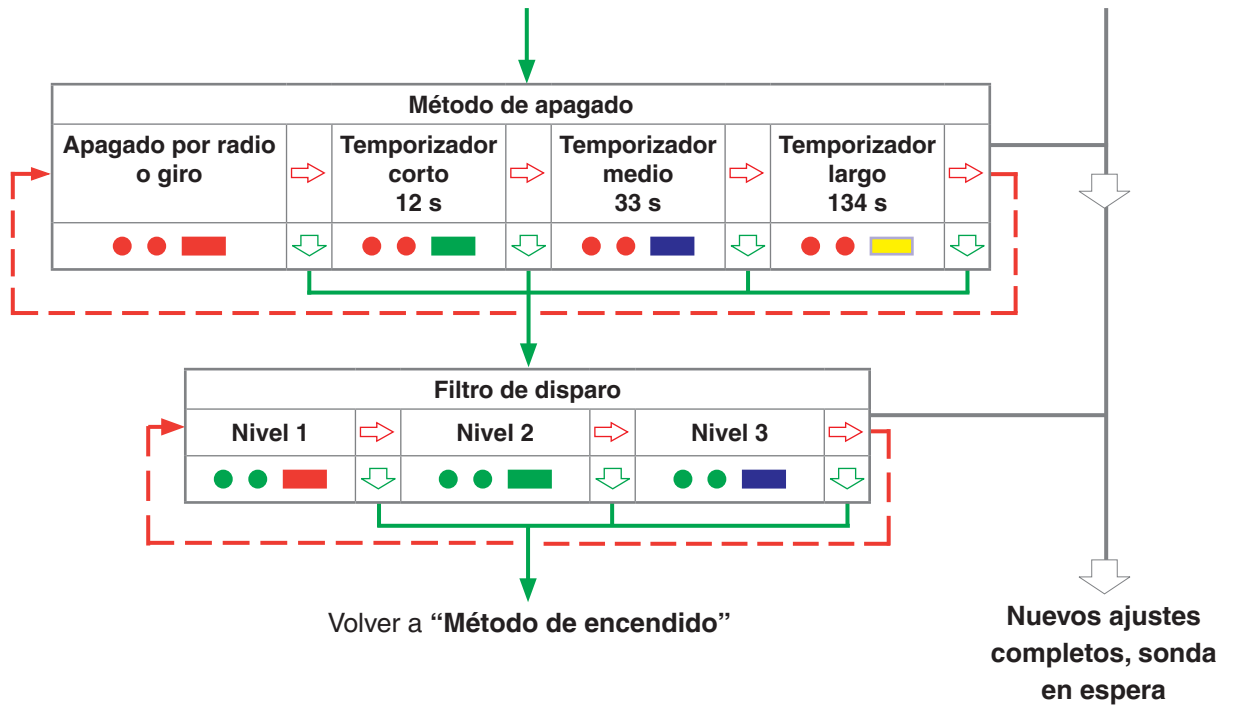 Método de apagado
Apagado por radio
o giro
Temporizador
corto
12 s
Temporizador
medio
33 s
Temporizador
largo
134 s
Filtro de disparo
Nivel 1
Nivel 2
Nivel 3
Volver a “Método de encendido”
Nuevos ajustes
completos, sonda
en espera